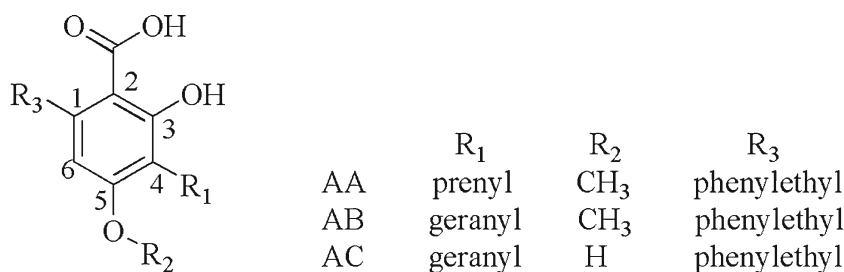 O OH
R₃ 1 2 OH
3
6 4 R₁
5
O R₂
R₁ R₂ R₃
AA prenyl CH₃ phenylethyl
AB geranyl CH₃ phenylethyl
AC geranyl H phenylethyl